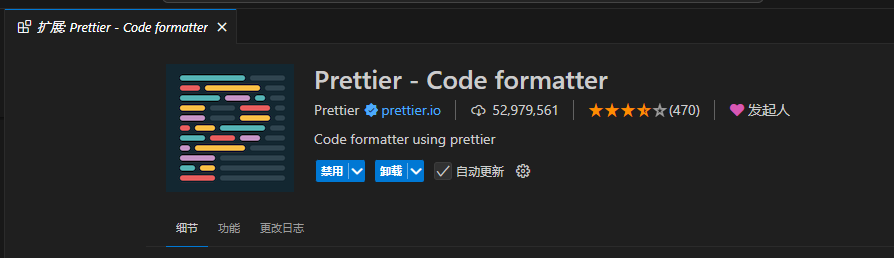 扩展: Prettier - Code formatter
Prettier - Code formatter
Prettier prettier.io 52,979,561 (470) 发起人
Code formatter using prettier
禁用 卸载 自动更新
细节 功能 更改日志